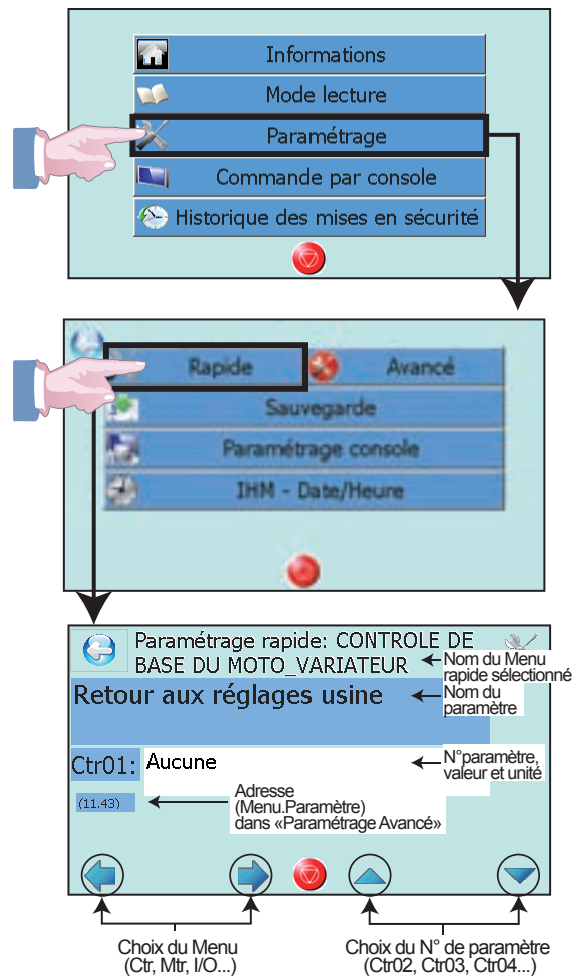 Informations
Mode lecture
Paramétrage
Commande par console
Historique des mises en sécurité
Rapide
Avancé
Sauvegarde
Paramétrage console
IHM - Date/Heure
Paramétrage rapide: CONTROLE DE
BASE DU MOTO_VARIATEUR
Nom du Menu
rapide sélectionné
Retour aux réglages usine
Nom du
paramètre
Ctr01: Aucune
N°paramètre,
valeur et unité
(11.43)
Adresse
(Menu.Paramètre)
dans «Paramétrage Avancé»
Choix du Menu
(Ctr, Mtr, I/O...)
Choix du N° de paramètre
(Ctr02, Ctr03, Ctr04...)